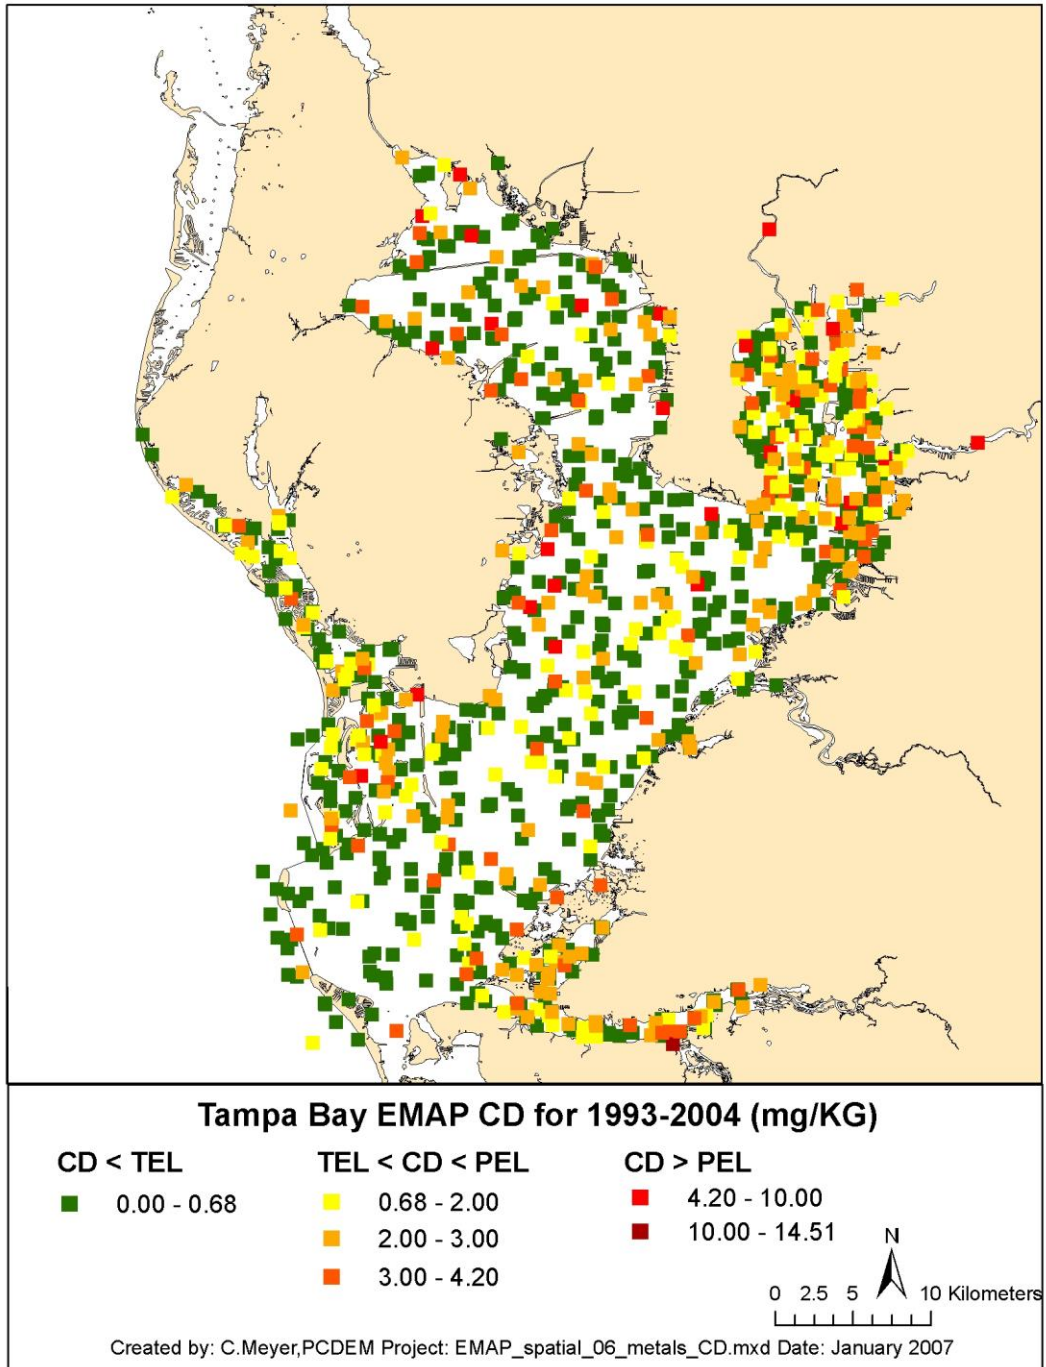 Tampa Bay EMAP CD for 1993-2004 (mg/KG)
CD < TEL
0.00 - 0.68
TEL < CD < PEL
0.68 - 2.00
2.00 - 3.00
3.00 - 4.20
CD > PEL
4.20 - 10.00
10.00 - 14.51
N
0 2.5 5 10 Kilometers
Created by: C.Meyer,PCDEM Project: EMAP_spatial_06_metals_CD.mxd Date: January 2007